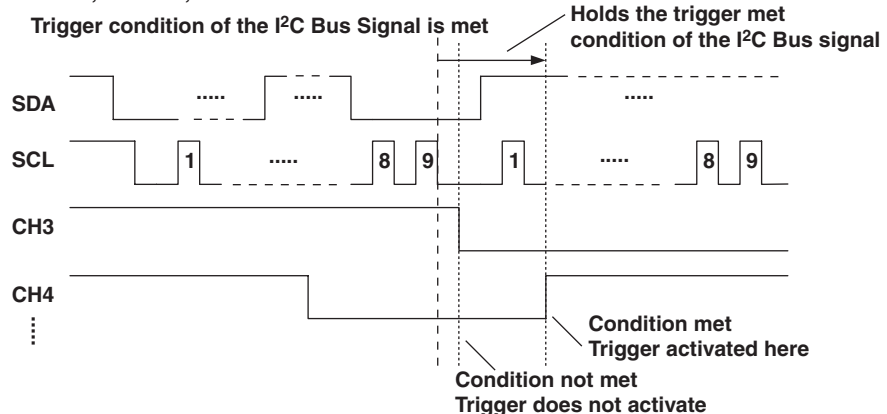 Trigger condition of the I²C Bus Signal is met
Holds the trigger met
condition of the I²C Bus signal
SDA
.....
.....
.....
SCL
1
.....
8
9
1
.....
8
9
CH3
CH4
Condition met
Trigger activated here
Condition not met
Trigger does not activate